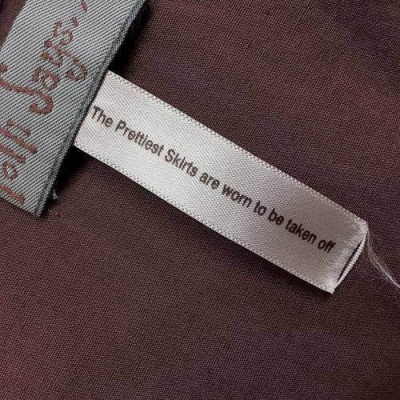 The Prettiest Skirts are worn to be taken off